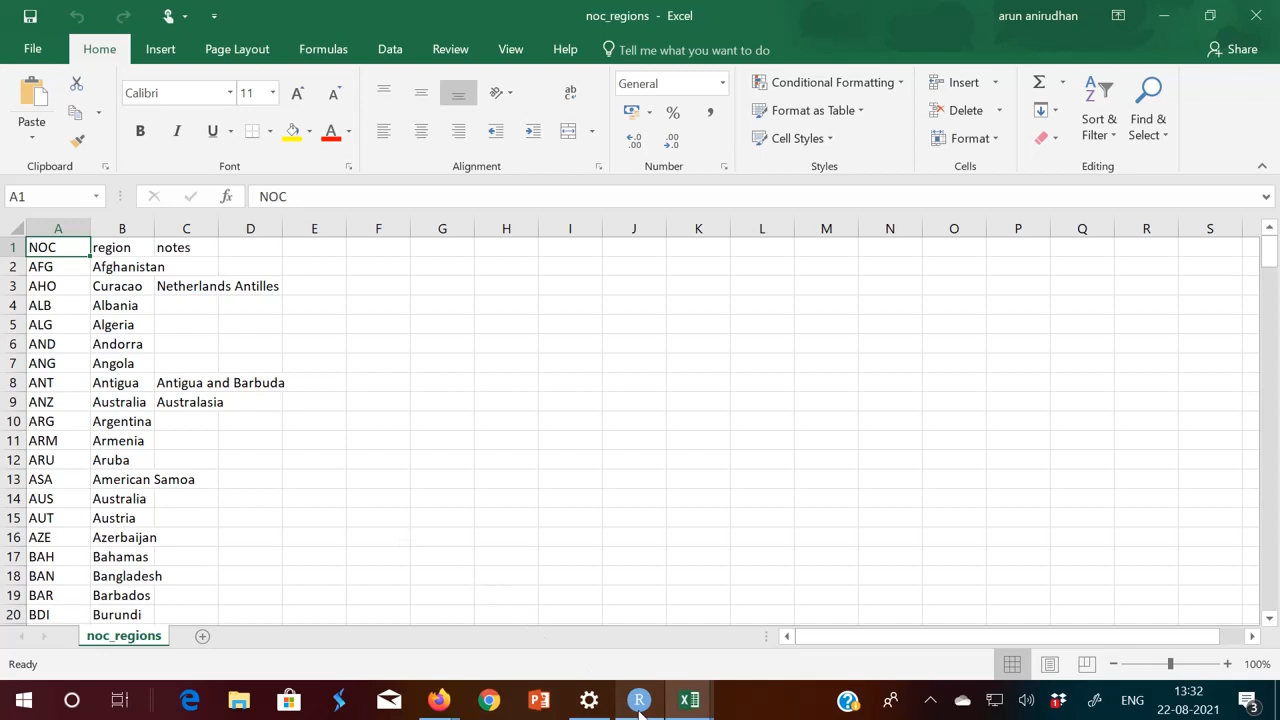 noc_regions - Excel
arun anirudhan
File Home Insert Page Layout Formulas Data Review View Help Tell me what you want to do Share
Paste
Calibri 11
General
Conditional Formatting
Format as Table
Cell Styles
Insert
Delete
Format
Sort & Filter
Find & Select
Clipboard Font Alignment Number Styles Cells Editing
A1 fx NOC
A B C D E F G H I J K L M N O P Q R S
1 NOC region notes
2 AFG Afghanistan
3 AHO Curacao Netherlands Antilles
4 ALB Albania
5 ALG Algeria
6 AND Andorra
7 ANG Angola
8 ANT Antigua Antigua and Barbuda
9 ANZ Australia Australasia
10 ARG Argentina
11 ARM Armenia
12 ARU Aruba
13 ASA American Samoa
14 AUS Australia
15 AUT Austria
16 AZE Azerbaijan
17 BAH Bahamas
18 BAN Bangladesh
19 BAR Barbados
20 BDI Burundi
noc_regions
Ready 100%
ENG 13:32
22-08-2021 3